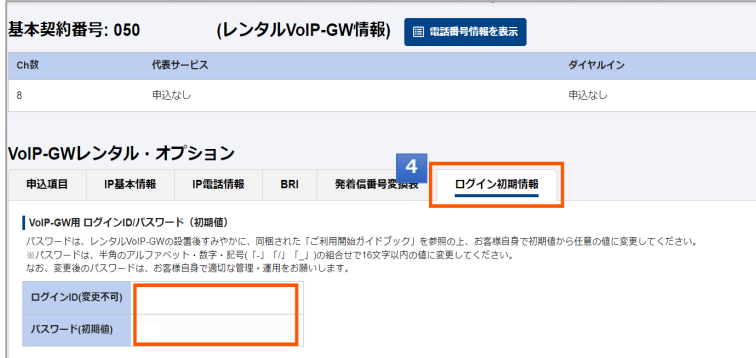 基本契約番号: 050 (レンタルVoIP-GW情報) 電話番号情報を表示
Ch数 代表サービス ダイヤルイン
8 申込なし 申込なし
VoIP-GWレンタル・オプション
4
申込項目 IP基本情報 IP電話情報 BRI 発着信番号変換表 ログイン初期情報
VoIP-GW用 ログインID/パスワード（初期値）
パスワードは、レンタルVoIP-GWの設置後すみやかに、同梱された「ご利用開始ガイドブック」を参照の上、お客様自身で初期値から任意の値に変更してください。
※パスワードは、半角のアルファベット・数字・記号(「-」「/」「_」)の組合せで16文字以内の値に変更してください。
なお、変更後のパスワードは、お客様自身で適切な管理・運用をお願いします。
ログインID(変更不可)
パスワード(初期値)